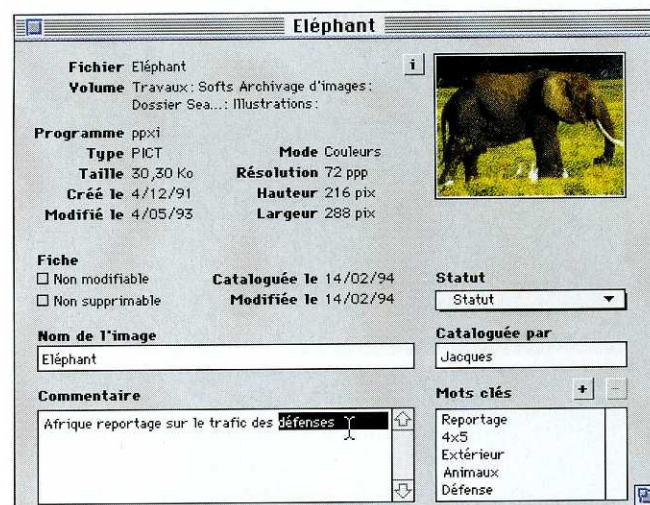 Eléphant
Fichier Eléphant
i
Volume Travaux: Softs Archivage d'images:
Dossier Sea...: Illustrations:
Programme ppxi
Type PICT
Mode Couleurs
Taille 30,30 Ko
Résolution 72 ppp
Créé le 4/12/91
Hauteur 216 pix
Modifié le 4/05/93
Largeur 288 pix
Fiche
Non modifiable
Cataloguée le 14/02/94
Non supprimable
Modifiée le 14/02/94
Statut
Statut
Nom de l'image
Eléphant
Cataloguée par
Jacques
Commentaire
Afrique reportage sur le trafic des défenses
Mots clés
+
-
Reportage
4x5
Extérieur
Animaux
Défense